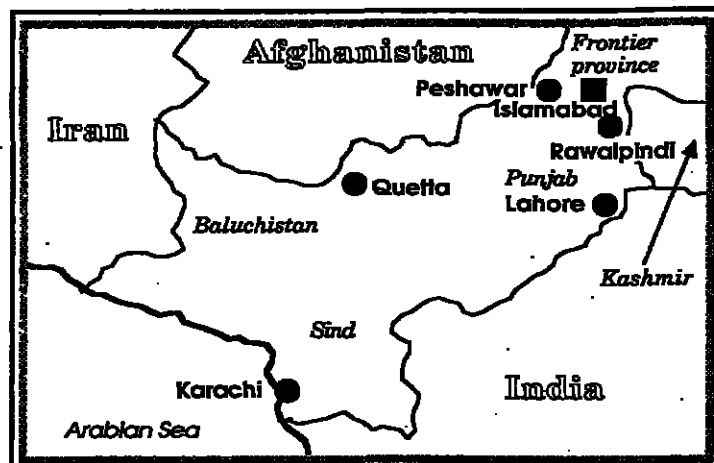 Afghanistan
Frontier
province
Peshawar
Islamabad
Iran
Rawalpindi
Quetta
Punjab
Lahore
Baluchistan
Kashmir
Sind
Karachi
India
Arabian Sea